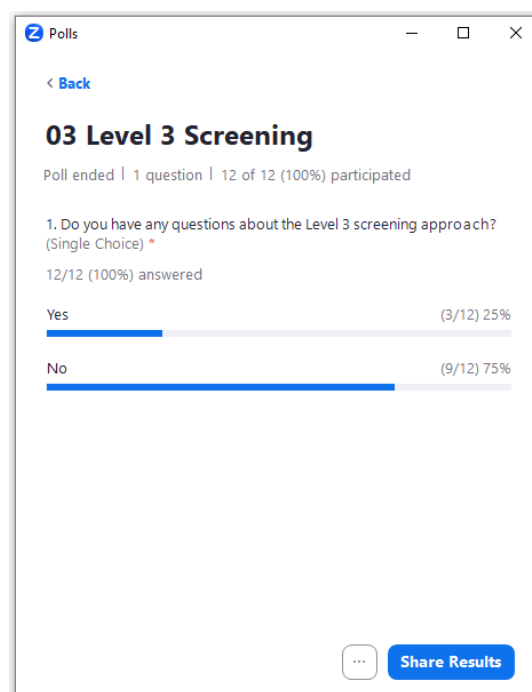 Z Polls
< Back
03 Level 3 Screening
Poll ended | 1 question | 12 of 12 (100%) participated
1. Do you have any questions about the Level 3 screening approach?
(Single Choice) *
12/12 (100%) answered
Yes (3/12) 25%
No (9/12) 75%
... Share Results